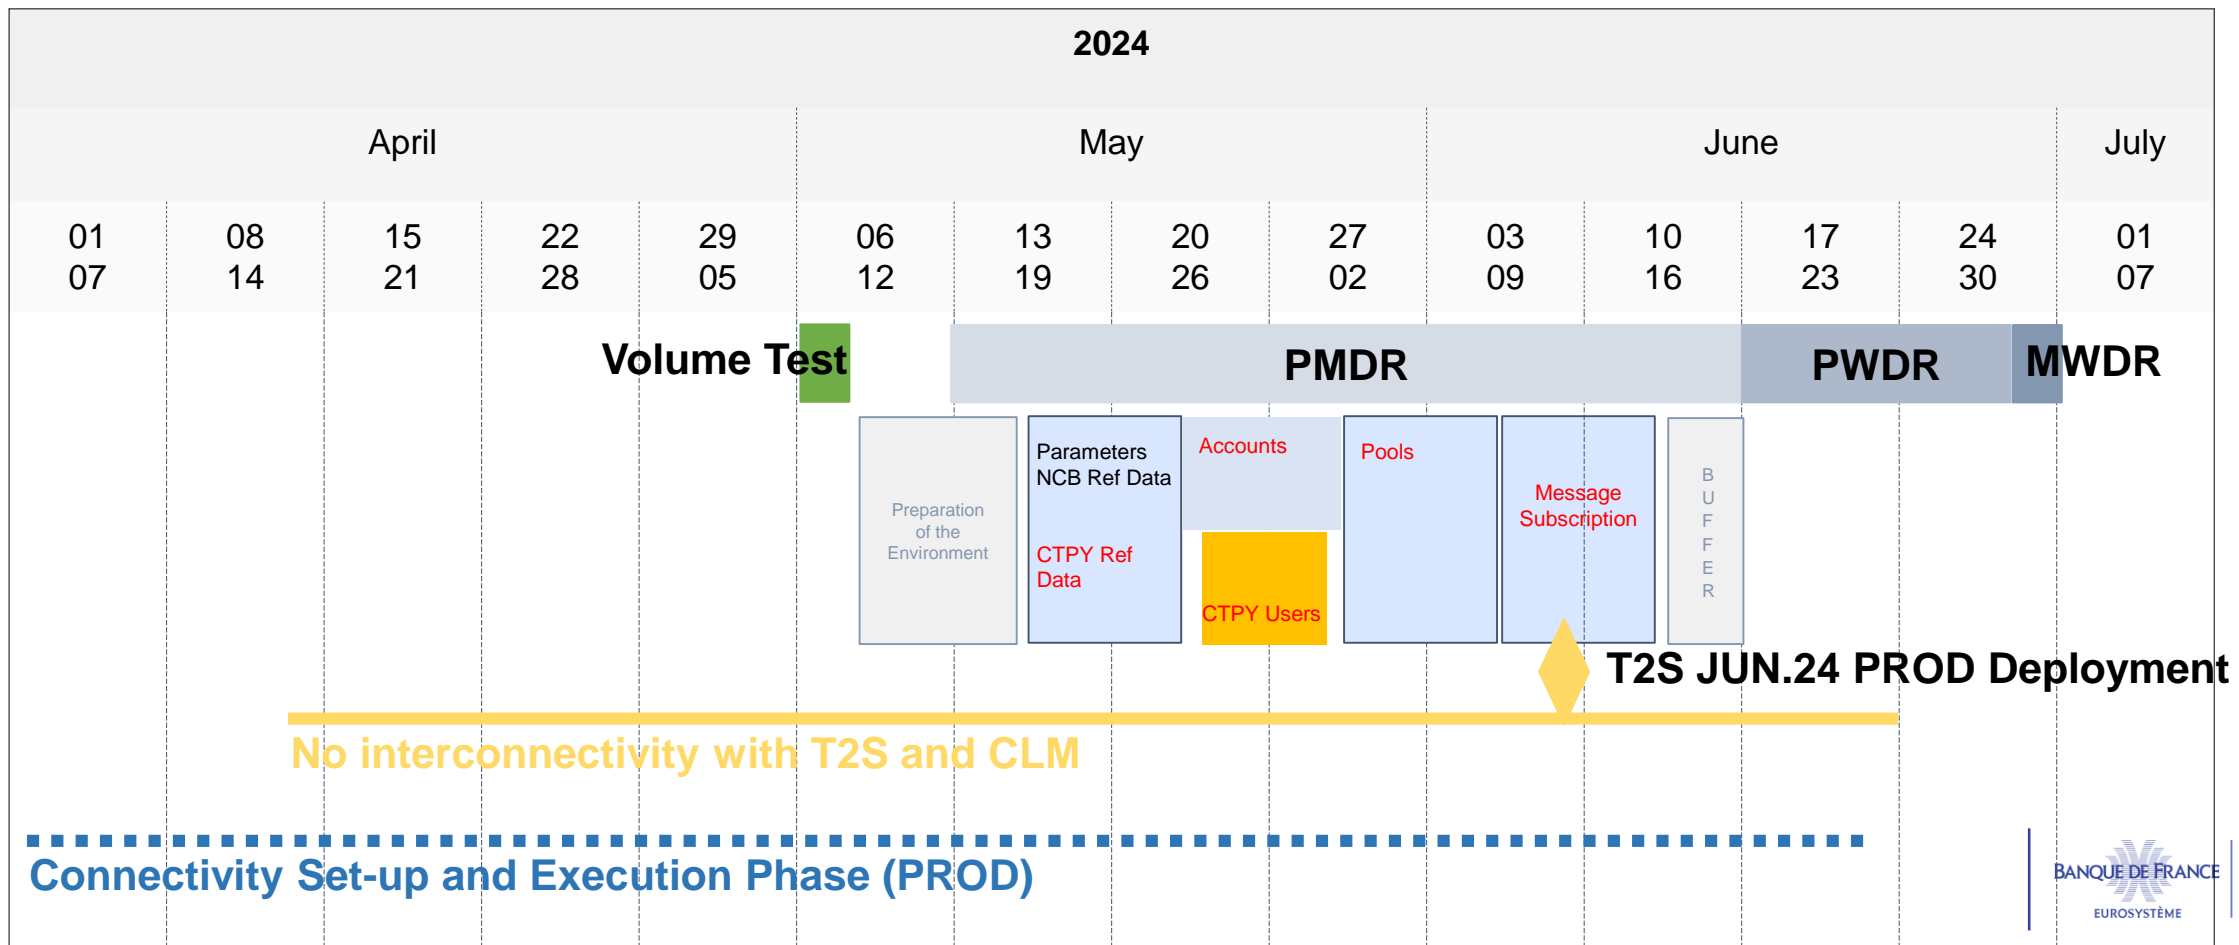 2024
April
May
June
July
01
08
15
22
29
06
13
20
27
03
10
17
24
01
07
14
21
28
05
12
19
26
02
09
16
23
30
07
Volume Test
PMDR
PWDR
MWDR
Preparation
of the
Environment
Parameters
NCB Ref Data
CTPY Ref
Data
Accounts
CTPY Users
Pools
Message
Subscription
B
U
F
F
E
R
T2S JUN.24 PROD Deployment
No interconnectivity with T2S and CLM
Connectivity Set-up and Execution Phase (PROD)
BANQUE DE FRANCE
EUROSYSTÈME